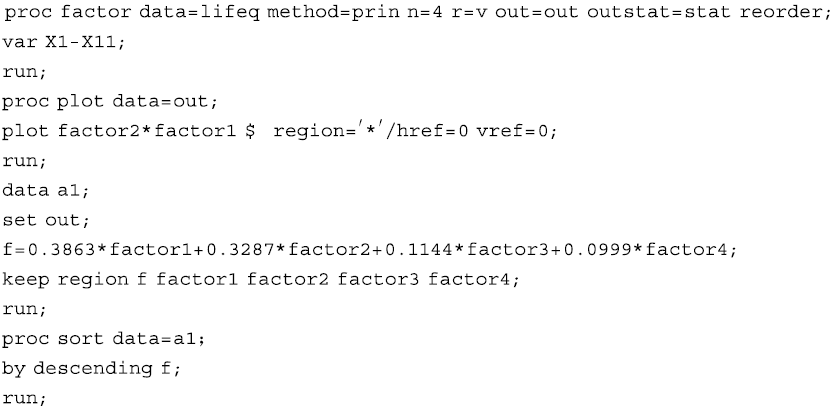 proc factor data=lifeq method=prin n=4 r=v out=out outstat=stat reorder;
var X1-X11;
run;
proc plot data=out;
plot factor2*factor1 $ region='*'/href=0 vref=0;
run;
data a1;
set out;
f=0.3863*factor1+0.3287*factor2+0.1144*factor3+0.0999*factor4;
keep region f factor1 factor2 factor3 factor4;
run;
proc sort data=a1;
by descending f;
run;